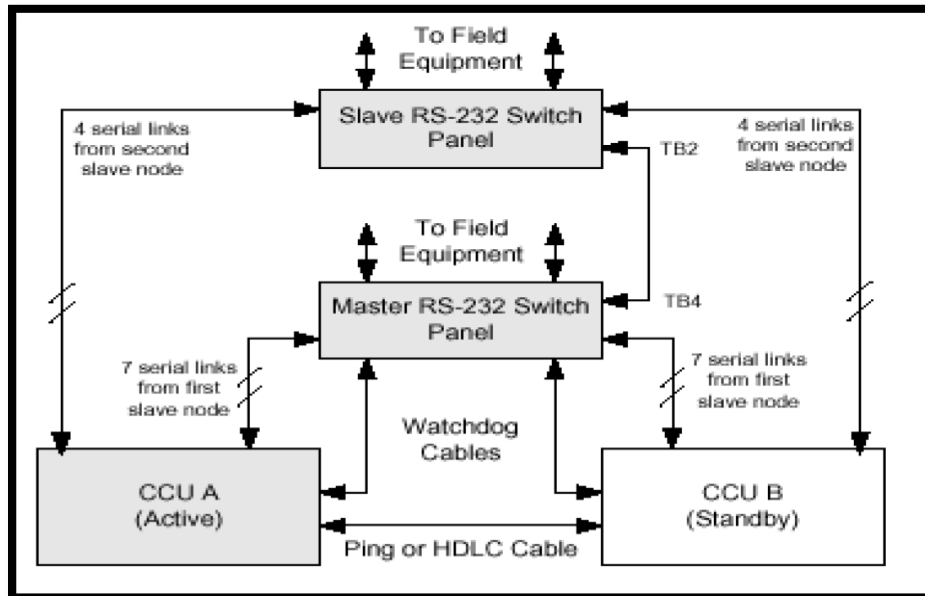 To Field
Equipment
Slave RS-232 Switch
Panel
4 serial links
from second
slave node
TB2
4 serial links
from second
slave node
To Field
Equipment
Master RS-232 Switch
Panel
TB4
7 serial links
from first
slave node
7 serial links
from first
slave node
Watchdog
Cables
CCU A
(Active)
CCU B
(Standby)
Ping or HDLC Cable